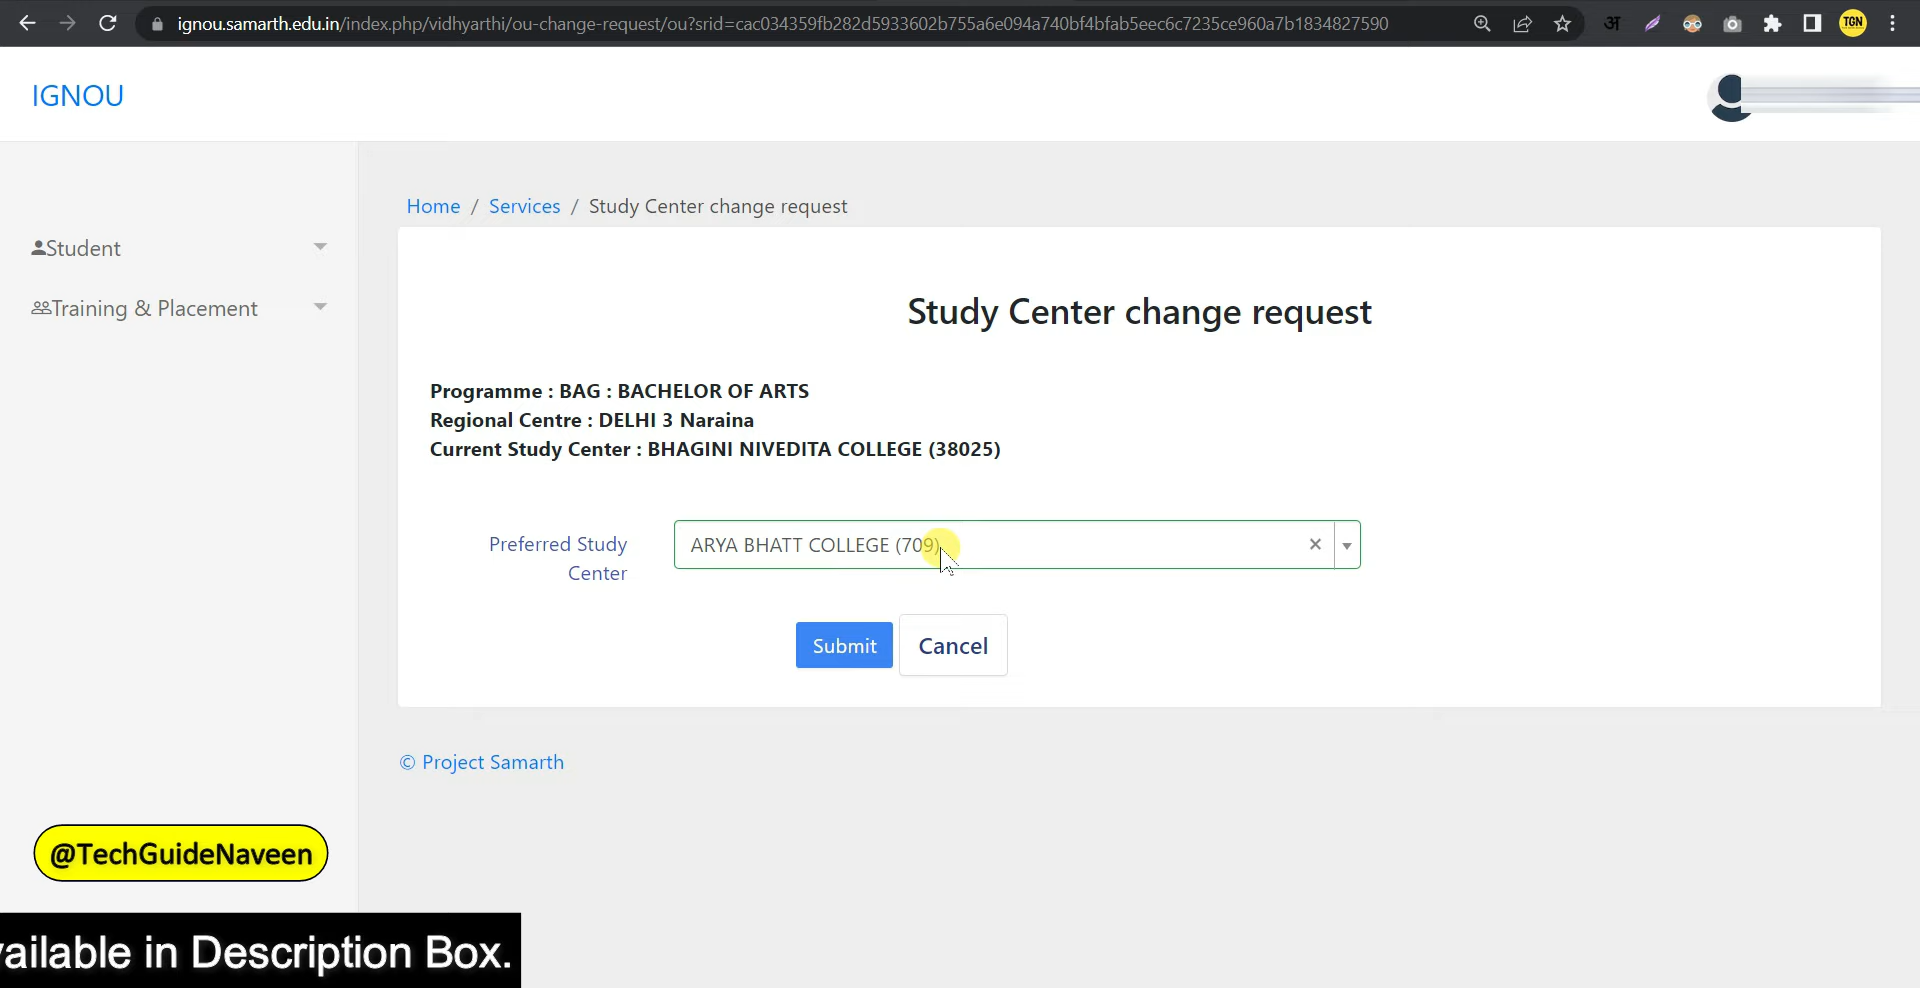 ignou.samarth.edu.in/index.php/vidhyarthi/ou-change-request/ou?srid=cac034359fb282d5933602b755a6e094a740bf4bfab5eec6c7235ce960a7b1834827590
अ
TGN
IGNOU
Home / Services / Study Center change request
Student
Training & Placement
Study Center change request
Programme : BAG : BACHELOR OF ARTS
Regional Centre : DELHI 3 Naraina
Current Study Center : BHAGINI NIVEDITA COLLEGE (38025)
Preferred Study
Center
ARYA BHATT COLLEGE (709)
Submit
Cancel
© Project Samarth
@TechGuideNaveen
vailable in Description Box.